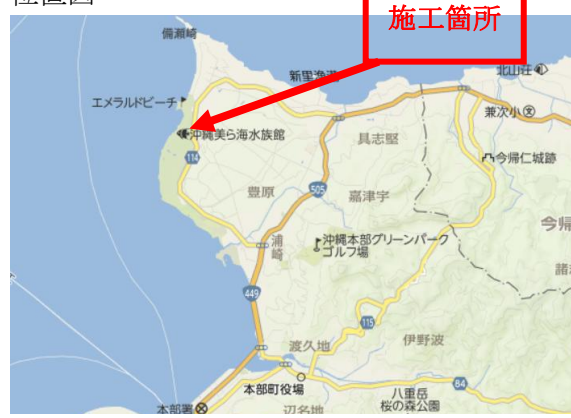 施工箇所
備瀬崎
新里漁港
北山荘
エメラルドビーチ
兼次小
沖縄美ら海水族館
具志堅
今帰仁城跡
114
豊原
505
嘉津宇
浦崎
沖縄本部グリーンパーク
ゴルフ場
今帰
諸
449
115
渡久地
伊野波
本部町役場
84
八重岳
桜の森公園
本部署
辺名地